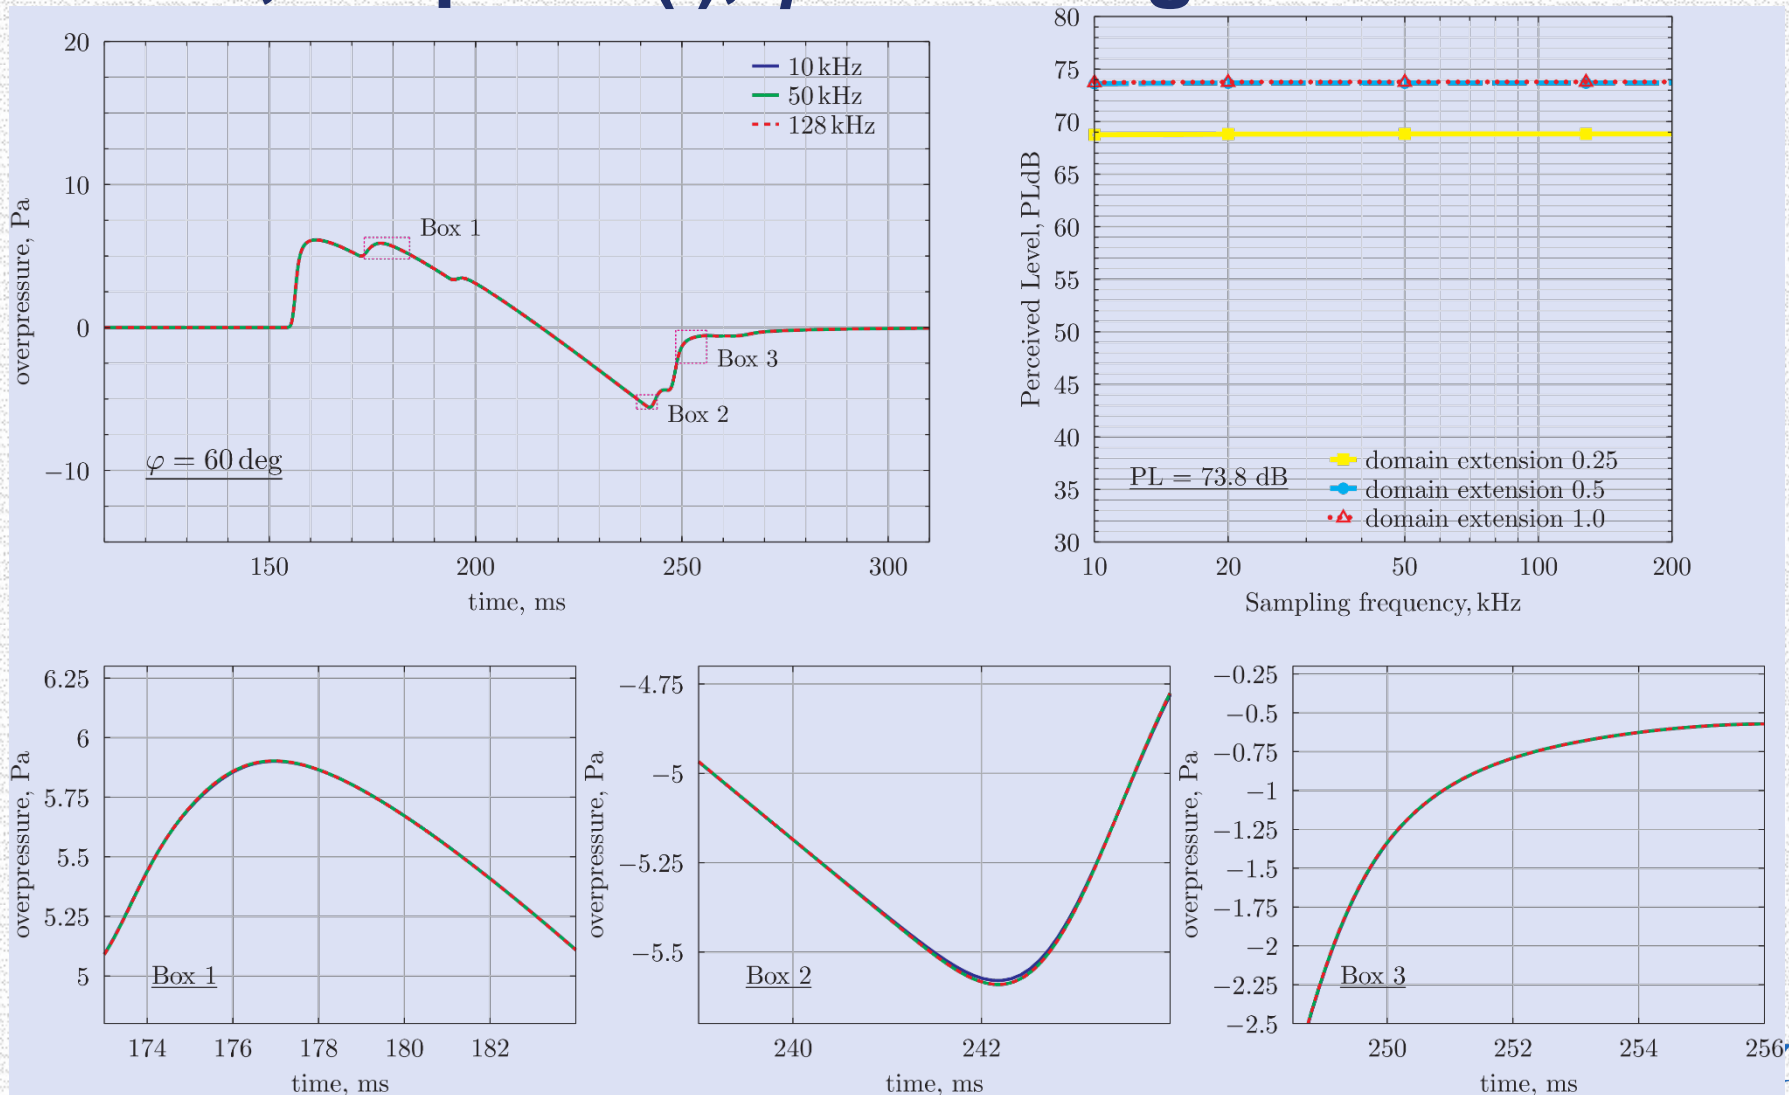 20
10
0
−10
overpressure, Pa
10 kHz
50 kHz
128 kHz
Box 1
Box 3
Box 2
φ = 60 deg
150 200 250 300
time, ms
80
75
70
65
60
55
50
45
40
35
30
Perceived Level, PLdB
PL = 73.8 dB
domain extension 0.25
domain extension 0.5
domain extension 1.0
10 20 50 100 200
Sampling frequency, kHz
6.25
6
5.75
5.5
5.25
5
overpressure, Pa
Box 1
174 176 178 180 182
time, ms
−4.75
−5
−5.25
−5.5
overpressure, Pa
Box 2
240 242
time, ms
−0.25
−0.5
−0.75
−1
−1.25
−1.5
−1.75
−2
−2.25
−2.5
overpressure, Pa
Box 3
250 252 254 256
time, ms